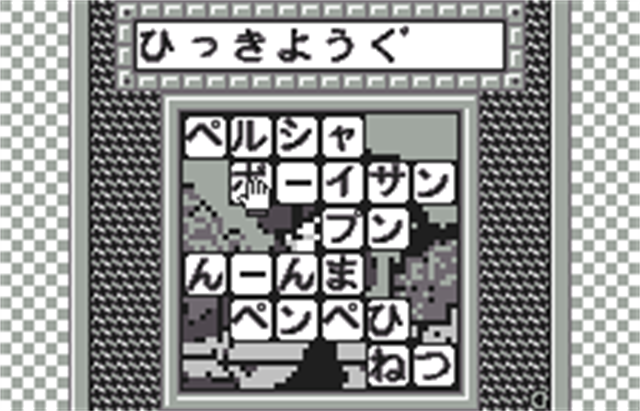 ひっきようぐ
ペルシャ
ボーイサン
プン
んーんま
ペンペひ
ねつ